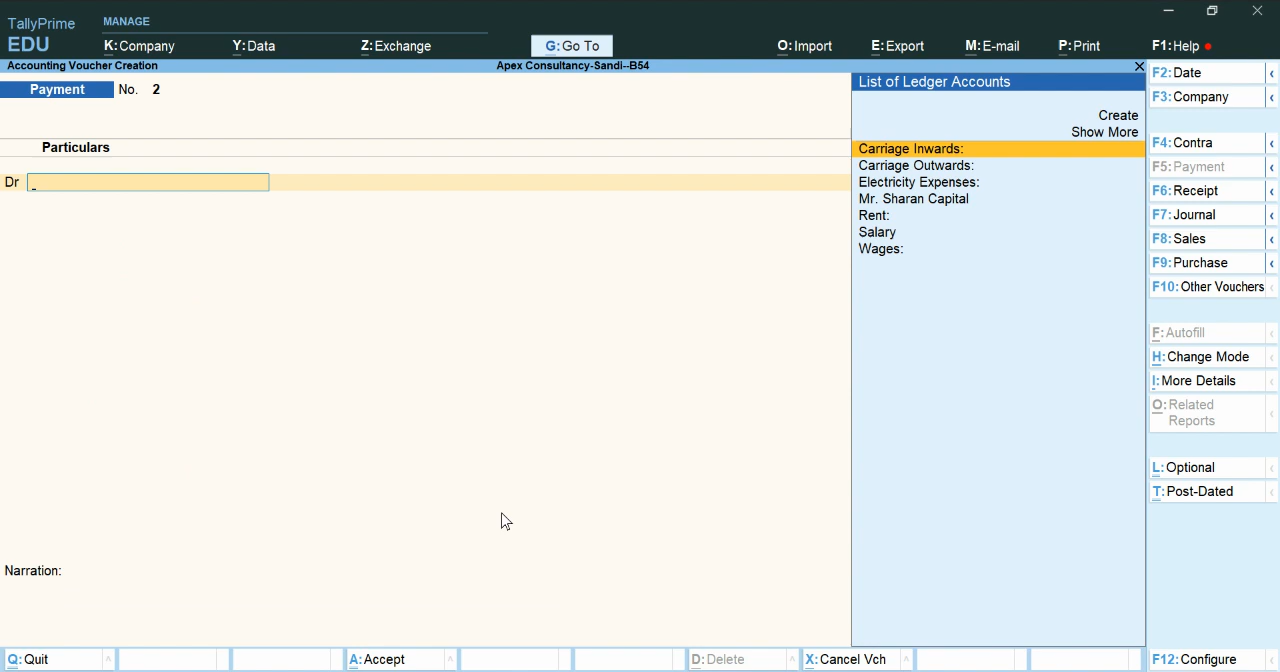 TallyPrime
EDU
MANAGE
K:Company Y:Data Z:Exchange G:Go To O:Import E:Export M:E-mail P:Print F1:Help
Accounting Voucher Creation Apex Consultancy-Sandi--B54
Payment No. 2
Particulars
Dr
Narration:
List of Ledger Accounts
Create
Show More
Carriage Inwards:
Carriage Outwards:
Electricity Expenses:
Mr. Sharan Capital
Rent:
Salary
Wages:
F2:Date
F3:Company
F4:Contra
F5:Payment
F6:Receipt
F7:Journal
F8:Sales
F9:Purchase
F10:Other Vouchers
F:Autofill
H:Change Mode
I:More Details
O:Related
Reports
L:Optional
T:Post-Dated
Q:Quit A:Accept D:Delete X:Cancel Vch F12:Configure